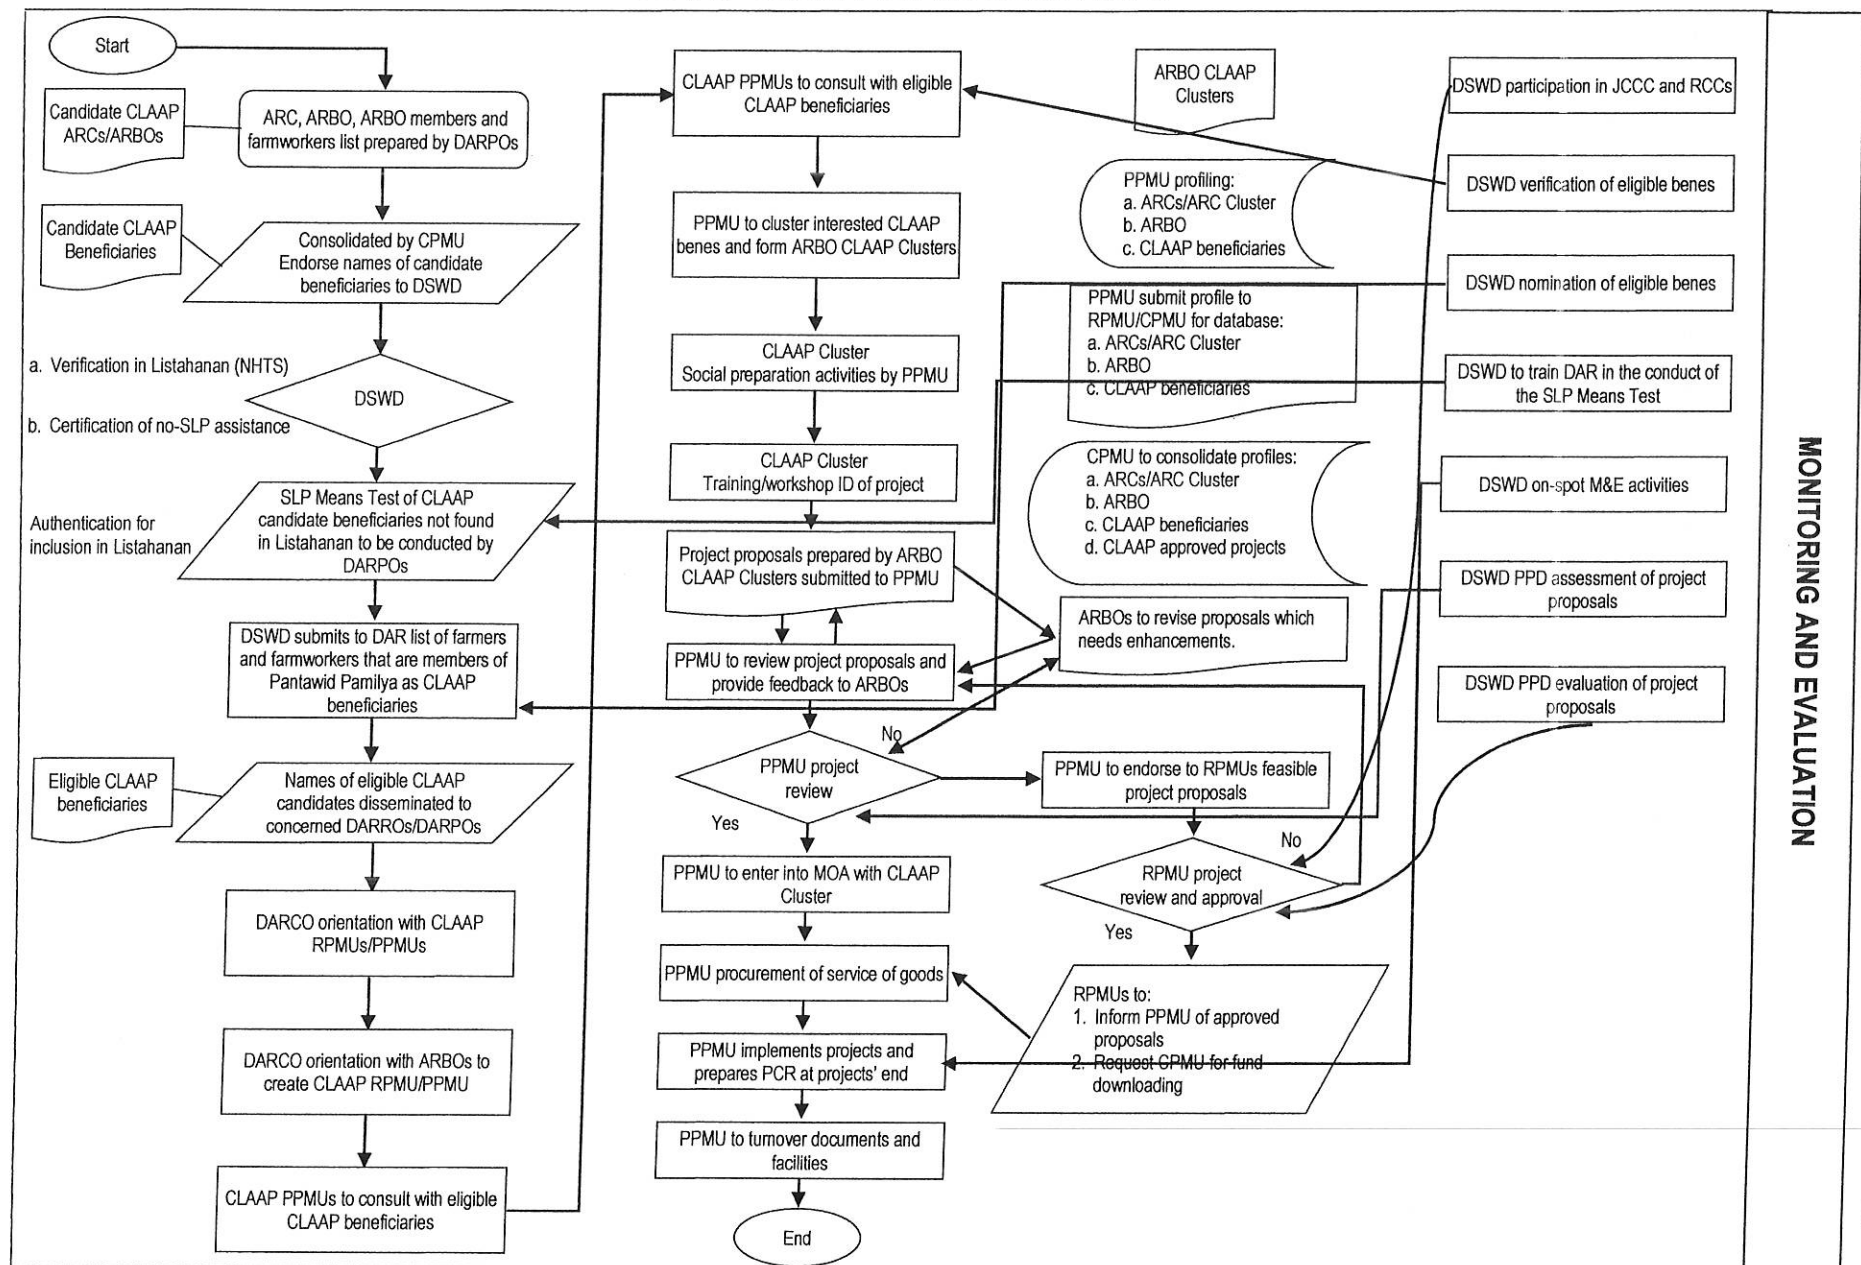 Start
Candidate CLAAP
ARCs/ARBOs
ARC, ARBO, ARBO members and
farmworkers list prepared by DARPOs
Candidate CLAAP
Beneficiaries
Consolidated by CPMU
Endorse names of candidate
beneficiaries to DSWD
a. Verification in Listahanan (NHTS)
DSWD
b. Certification of no-SLP assistance
SLP Means Test of CLAAP
candidate beneficiaries not found
in Listahanan to be conducted by
DARPOs
Authentication for
inclusion in Listahanan
DSWD submits to DAR list of farmers
and farmworkers that are members of
Pantawid Pamilya as CLAAP
beneficiaries
Eligible CLAAP
beneficiaries
Names of eligible CLAAP
candidates disseminated to
concerned DARROs/DARPOs
DARCO orientation with CLAAP
RPMUs/PPMUs
DARCO orientation with ARBOs to
create CLAAP RPMU/PPMU
CLAAP PPMUs to consult with eligible
CLAAP beneficiaries
CLAAP PPMUs to consult with eligible
CLAAP beneficiaries
PPMU to cluster interested CLAAP
benes and form ARBO CLAAP Clusters
CLAAP Cluster
Social preparation activities by PPMU
CLAAP Cluster
Training/workshop ID of project
Project proposals prepared by ARBO
CLAAP Clusters submitted to PPMU
PPMU to review project proposals and
provide feedback to ARBOs
No
PPMU project
review
Yes
PPMU to enter into MOA with CLAAP
Cluster
PPMU procurement of service of goods
PPMU implements projects and
prepares PCR at projects' end
PPMU to turnover documents and
facilities
End
ARBO CLAAP
Clusters
PPMU profiling:
a. ARCs/ARC Cluster
b. ARBO
c. CLAAP beneficiaries
PPMU submit profile to
RPMU/CPMU for database:
a. ARCs/ARC Cluster
b. ARBO
c. CLAAP beneficiaries
CPMU to consolidate profiles:
a. ARCs/ARC Cluster
b. ARBO
c. CLAAP beneficiaries
d. CLAAP approved projects
ARBOs to revise proposals which
needs enhancements.
PPMU to endorse to RPMUs feasible
project proposals
No
RPMU project
review and approval
Yes
RPMUs to:
1. Inform PPMU of approved
proposals
2. Request CPMU for fund
downloading
DSWD participation in JCCC and RCCs
DSWD verification of eligible benes
DSWD nomination of eligible benes
DSWD to train DAR in the conduct of
the SLP Means Test
DSWD on-spot M&E activities
DSWD PPD assessment of project
proposals
DSWD PPD evaluation of project
proposals
MONITORING AND EVALUATION